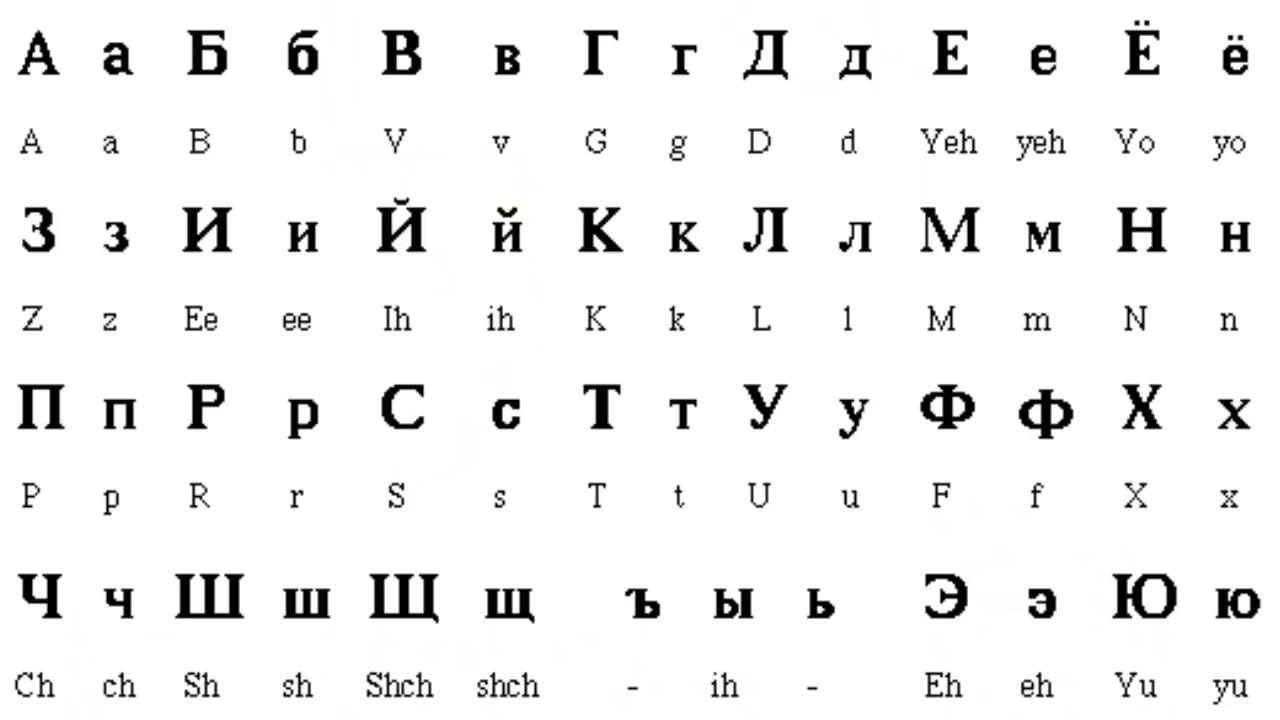 А а Б б В в Г г Д д Е е Ё ё
A a B b V v G g D d Yeh yeh Yo yo
З з И и Й й К к Л л М м Н н
Z z Ee ee Ih ih K k L l M m N n
П п Р р С с Т т У у Ф ф Х х
P p R r S s T t U u F f X x
Ч ч Ш ш Щ щ ъ ы ь Э э Ю ю
Ch ch Sh sh Shch shch - ih - Eh eh Yu yu